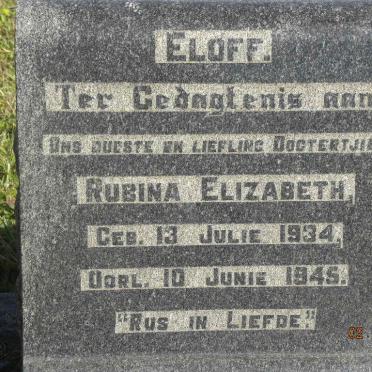 ELOFF.
TER GEDAGTENIS AAN
ONS OUDSTE EN LIEFLING DOGTERTJIE
RUBINA ELIZABETH,
GEB. 13 JULIE 1934,
OORL. 10 JUNIE 1945.
"RUS IN LIEFDE."
02